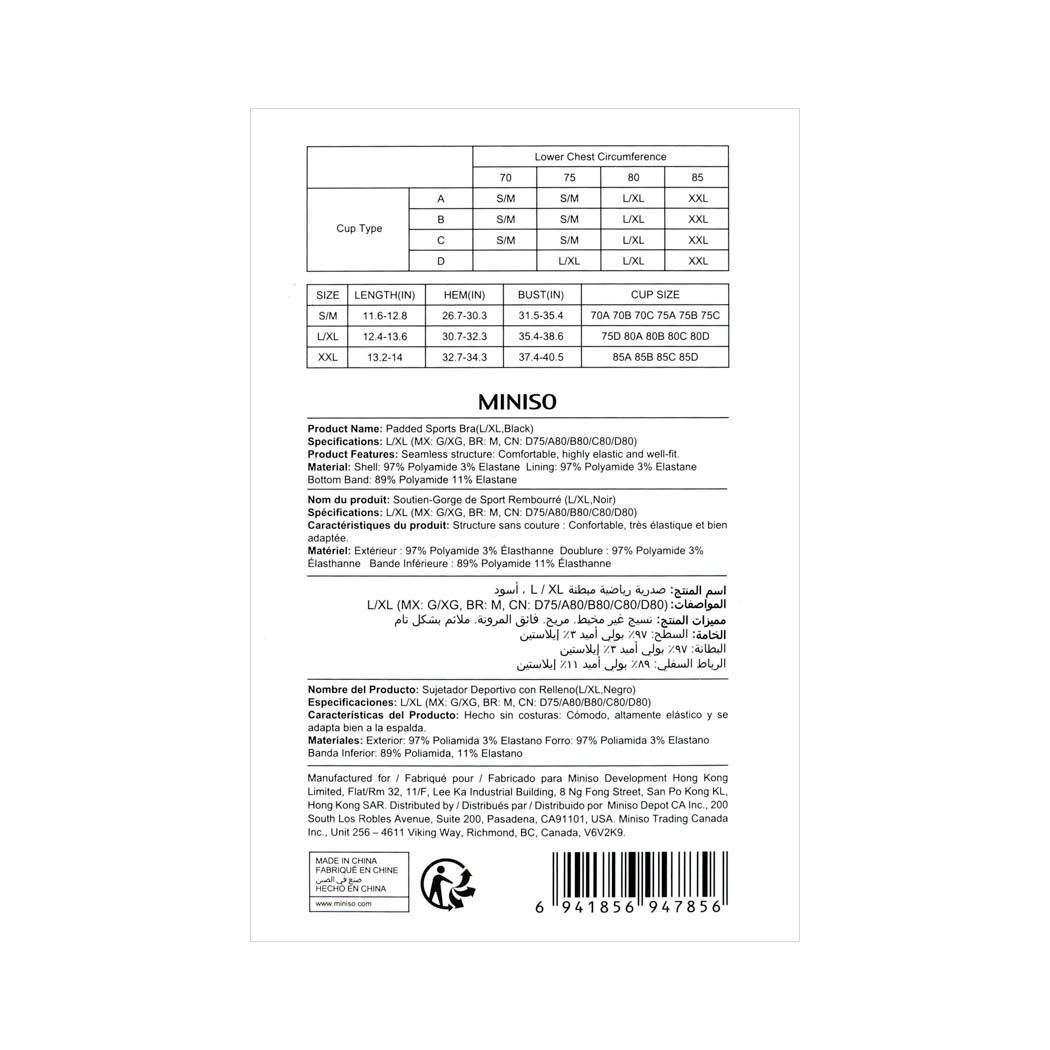 Lower Chest Circumference
70 75 80 85
Cup Type
A S/M S/M L/XL XXL
B S/M S/M L/XL XXL
C S/M S/M L/XL XXL
D L/XL L/XL XXL
SIZE LENGTH(IN) HEM(IN) BUST(IN) CUP SIZE
S/M 11.6-12.8 26.7-30.3 31.5-35.4 70A 70B 70C 75A 75B 75C
L/XL 12.4-13.6 30.7-32.3 35.4-38.6 75D 80A 80B 80C 80D
XXL 13.2-14 32.7-34.3 37.4-40.5 85A 85B 85C 85D
MINISO
Product Name: Padded Sports Bra(L/XL,Black)
Specifications: L/XL (MX: G/XG, BR: M, CN: D75/A80/B80/C80/D80)
Product Features: Seamless structure: Comfortable, highly elastic and well-fit.
Material: Shell: 97% Polyamide 3% Elastane Lining: 97% Polyamide 3% Elastane
Bottom Band: 89% Polyamide 11% Elastane
Nom du produit: Soutien-Gorge de Sport Rembourré (L/XL,Noir)
Spécifications: L/XL (MX: G/XG, BR: M, CN: D75/A80/B80/C80/D80)
Caractéristiques du produit: Structure sans couture : Confortable, très élastique et bien
adaptée.
Matériel: Extérieur : 97% Polyamide 3% Élasthanne Doublure : 97% Polyamide 3%
Élasthanne Bande Inférieure : 89% Polyamide 11% Élasthanne
اسم المنتج: صدرية رياضية مبطنة L / XL ، أسود
المواصفات: L/XL (MX: G/XG, BR: M, CN: D75/A80/B80/C80/D80)
مميزات المنتج: نسيج غير مخيط. مريح. فائق المرونة. ملائم بشكل تام
الخامة: السطح: ٩٧٪ بولي أميد ٣٪ إيلاستين
البطانة: ٩٧٪ بولي أميد ٣٪ إيلاستين
الرباط السفلي: ٨٩٪ بولي أميد ١١٪ إيلاستين
Nombre del Producto: Sujetador Deportivo con Relleno(L/XL,Negro)
Especificaciones: L/XL (MX: G/XG, BR: M, CN: D75/A80/B80/C80/D80)
Características del Producto: Hecho sin costuras: Cómodo, altamente elástico y se
adapta bien a la espalda.
Materiales: Exterior: 97% Poliamida 3% Elastano Forro: 97% Poliamida 3% Elastano
Banda Inferior: 89% Poliamida, 11% Elastano
Manufactured for / Fabriqué pour / Fabricado para Miniso Development Hong Kong
Limited, Flat/Rm 32, 11/F, Lee Ka Industrial Building, 8 Ng Fong Street, San Po Kong KL,
Hong Kong SAR. Distributed by / Distribués par / Distribuido por Miniso Depot CA Inc., 200
South Los Robles Avenue, Suite 200, Pasadena, CA91101, USA. Miniso Trading Canada
Inc., Unit 256 – 4611 Viking Way, Richmond, BC, Canada, V6V2K9.
MADE IN CHINA
FABRIQUÉ EN CHINE
صنع في الصين
HECHO EN CHINA
www.miniso.com
6 941856 947856